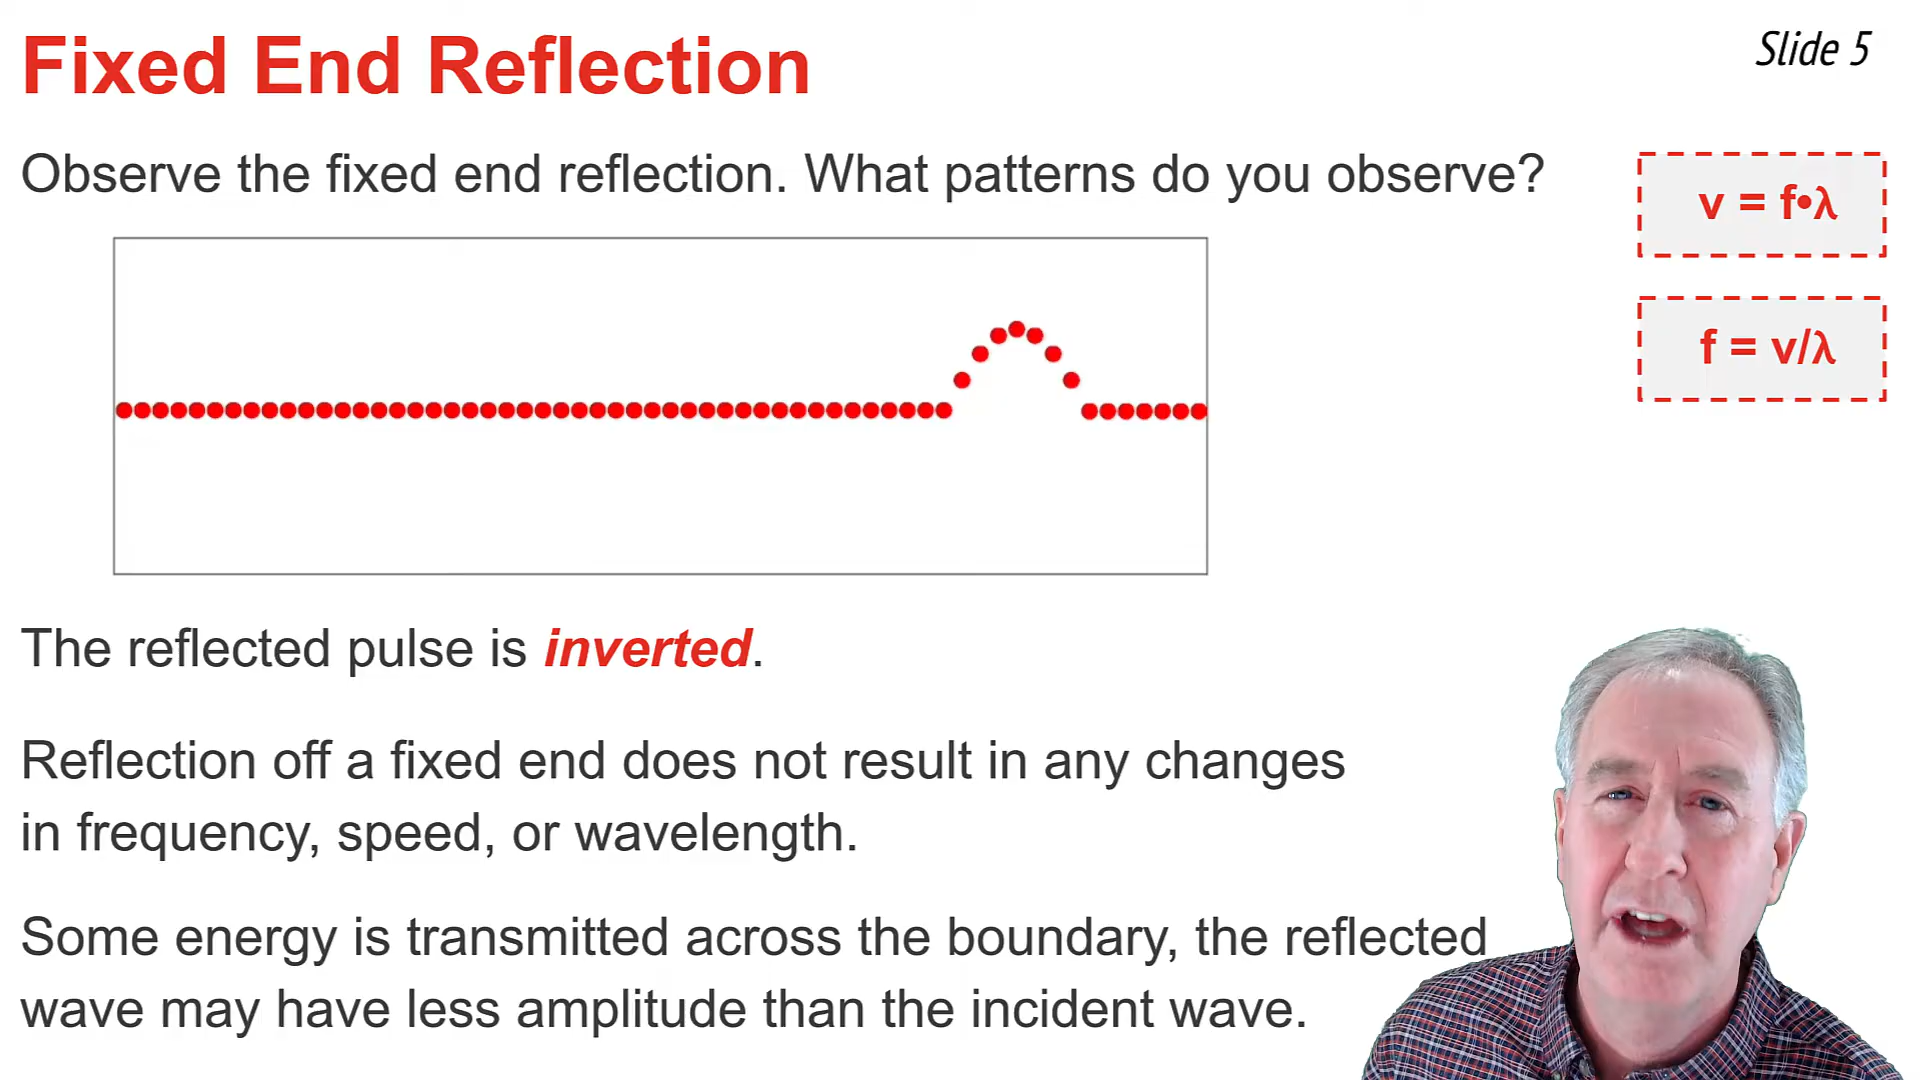 Fixed End Reflection
Slide 5
Observe the fixed end reflection. What patterns do you observe?
v = f•λ
f = v/λ
The reflected pulse is inverted.
Reflection off a fixed end does not result in any changes
in frequency, speed, or wavelength.
Some energy is transmitted across the boundary, the reflected
wave may have less amplitude than the incident wave.